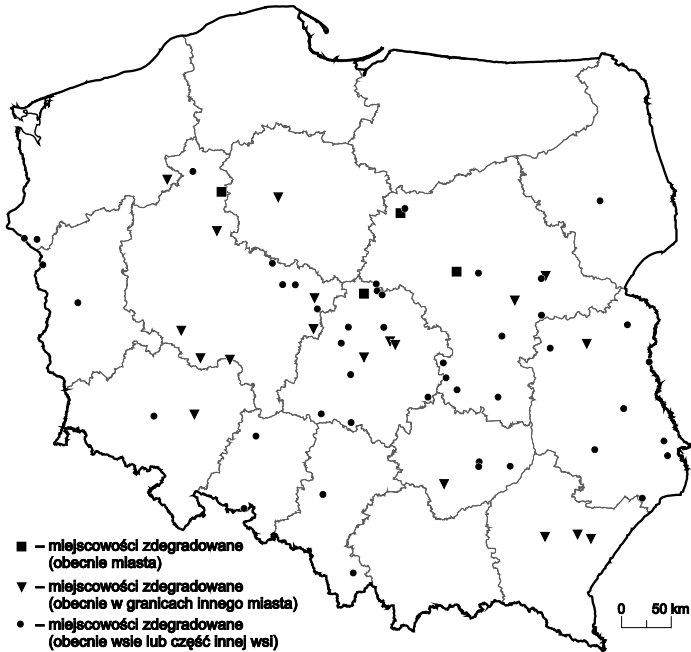 – miejscowości zdegradowane
(obecnie miasta)
– miejscowości zdegradowane
(obecnie w granicach innego miasta)
– miejscowości zdegradowane
(obecnie wsie lub część innej wsi)
0 50 km